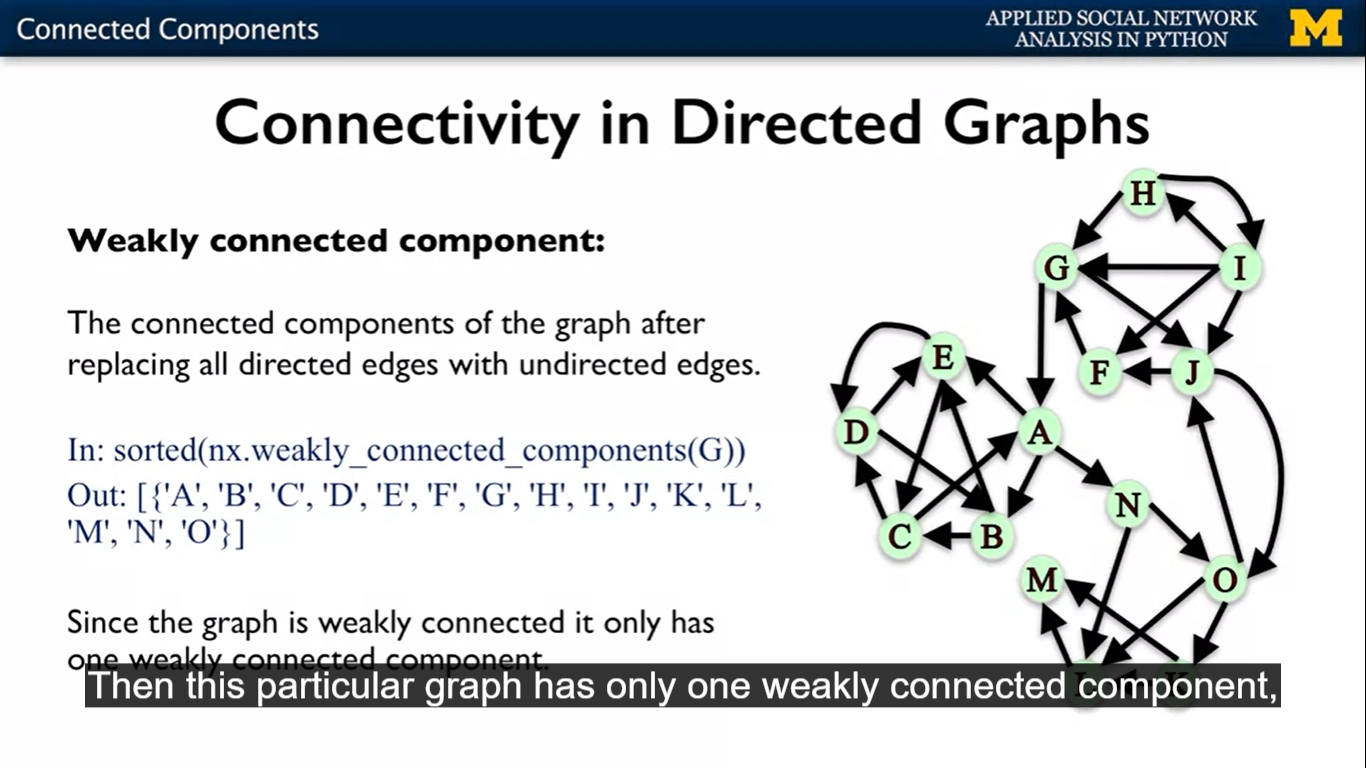 Connected Components
APPLIED SOCIAL NETWORK
ANALYSIS IN PYTHON
M
Connectivity in Directed Graphs
Weakly connected component:
The connected components of the graph after
replacing all directed edges with undirected edges.
In: sorted(nx.weakly_connected_components(G))
Out: [{'A', 'B', 'C', 'D', 'E', 'F', 'G', 'H', 'I', 'J', 'K', 'L',
'M', 'N', 'O'}]
Since the graph is weakly connected it only has
one weakly connected component.
H
G
I
E
F
J
D
A
N
C
B
M
O
Then this particular graph has only one weakly connected component,